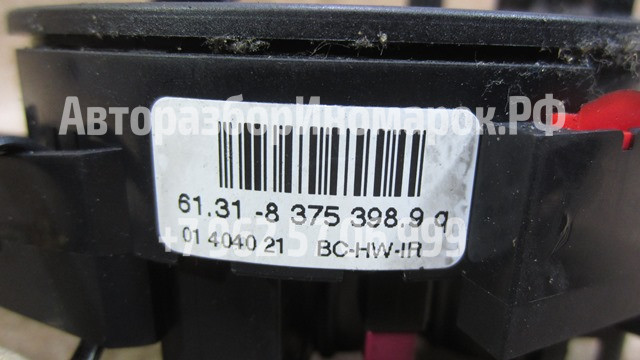 АвторазборИномарок.РФ
61.31-8 375 398.9 q
01 4040 21 BC-HW-IR